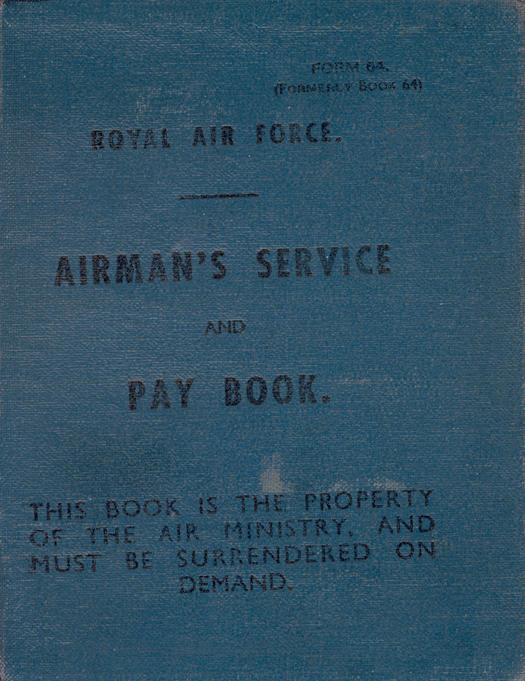 FORM 64.
(FORMERLY BOOK 64)
ROYAL AIR FORCE.
AIRMAN'S SERVICE
AND
PAY BOOK.
THIS BOOK IS THE PROPERTY
OF THE AIR MINISTRY, AND
MUST BE SURRENDERED ON
DEMAND.